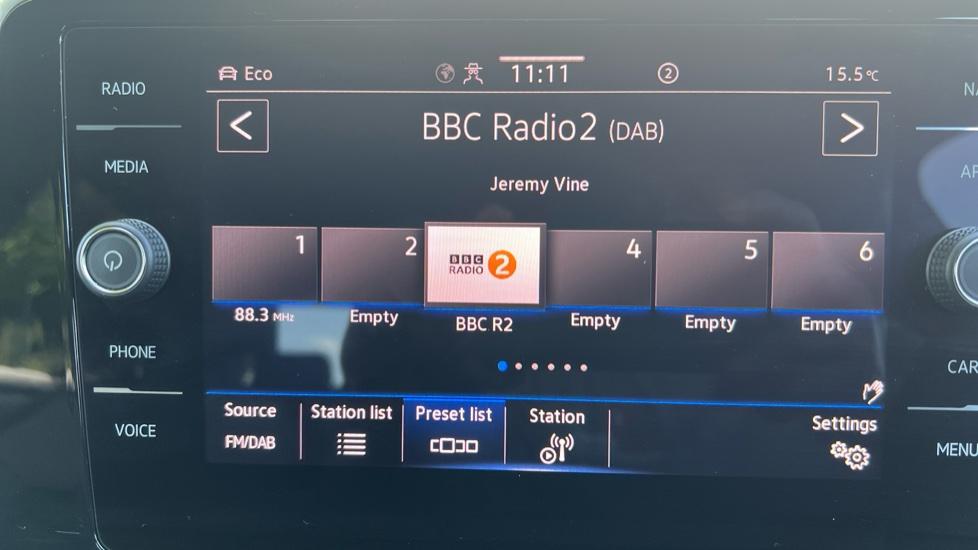 RADIO
MEDIA
PHONE
VOICE
Eco
11:11
2
15.5°C
<
BBC Radio2 (DAB)
>
Jeremy Vine
1
2
BBC
RADIO 2
4
5
6
88.3 MHz
Empty
BBC R2
Empty
Empty
Empty
Source
FM/DAB
Station list
Preset list
Station
Settings
CAR
MENU